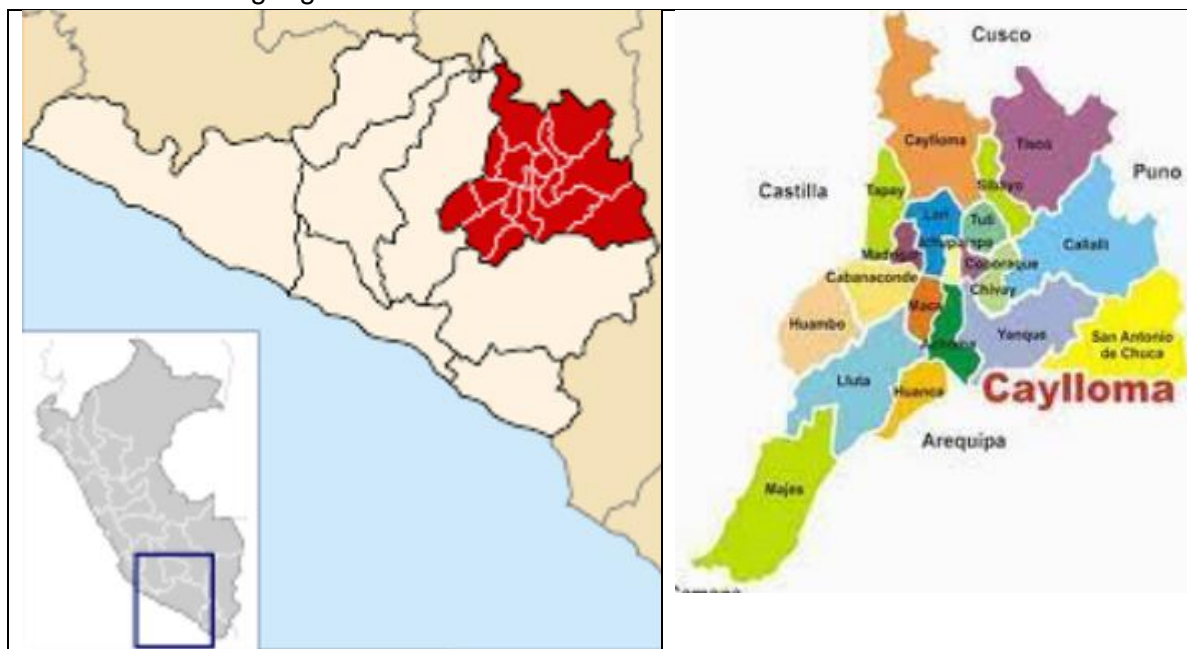 Cusco
Caylloma
Tisco
Puno
Castilla
Tapay
Sibayo
Lari
Tuti
Ichupampa
Callalli
Madrigal
Coporaque
Cabanaconde
Chivay
Maca
Huambo
Yanque
San Antonio
de Chuca
Achoma
Lluta
Huanca
Caylloma
Arequipa
Majes